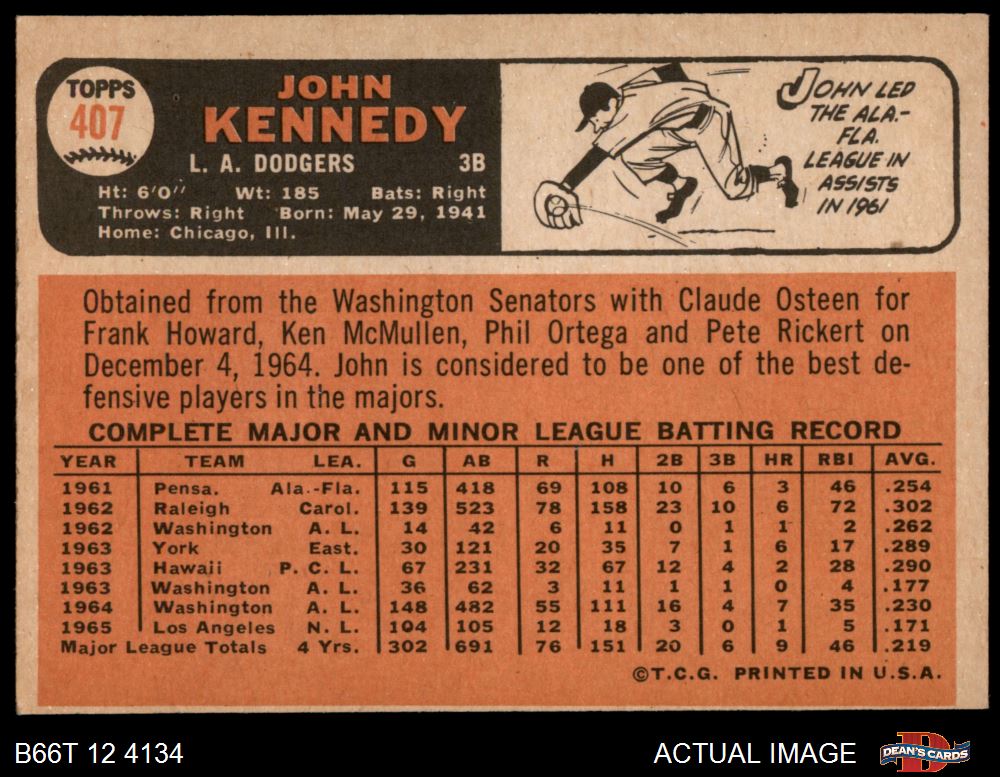 TOPPS
407
JOHN
KENNEDY
L. A. DODGERS 3B
Ht: 6'0" Wt: 185 Bats: Right
Throws: Right Born: May 29, 1941
Home: Chicago, Ill.
JOHN LED
THE ALA.-
FLA.
LEAGUE IN
ASSISTS
IN 1961
Obtained from the Washington Senators with Claude Osteen for
Frank Howard, Ken McMullen, Phil Ortega and Pete Rickert on
December 4, 1964. John is considered to be one of the best de-
fensive players in the majors.
COMPLETE MAJOR AND MINOR LEAGUE BATTING RECORD
YEAR TEAM LEA. G AB R H 2B 3B HR RBI AVG.
1961 Pensa. Ala.-Fla. 115 418 69 108 10 6 3 46 .254
1962 Raleigh Carol. 139 523 78 158 23 10 6 72 .302
1962 Washington A. L. 14 42 6 11 0 1 1 2 .262
1963 York East. 30 121 20 35 7 1 6 17 .289
1963 Hawaii P. C. L. 67 231 32 67 12 4 2 28 .290
1963 Washington A. L. 36 62 3 11 1 1 0 4 .177
1964 Washington A. L. 148 482 55 111 16 4 7 35 .230
1965 Los Angeles N. L. 104 105 12 18 3 0 1 5 .171
Major League Totals 4 Yrs. 302 691 76 151 20 6 9 46 .219
©T.C.G. PRINTED IN U.S.A.
B66T 12 4134
ACTUAL IMAGE
DEAN'S CARDS